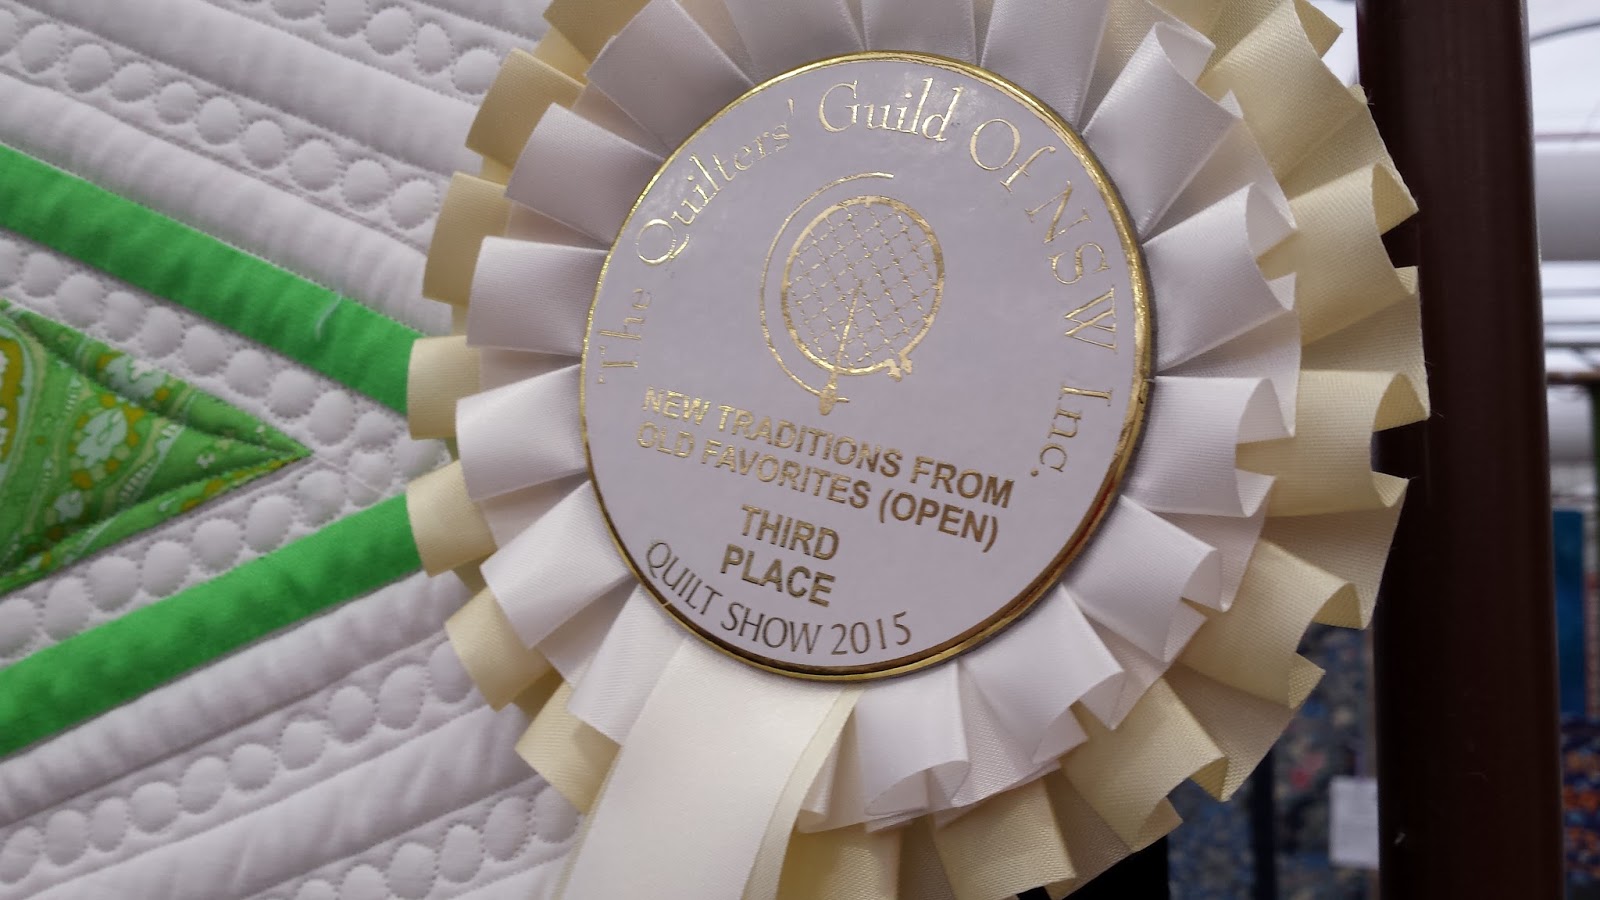 The Quilters' Guild Of NSW Inc.
NEW TRADITIONS FROM
OLD FAVORITES (OPEN)
THIRD
PLACE
QUILT SHOW 2015